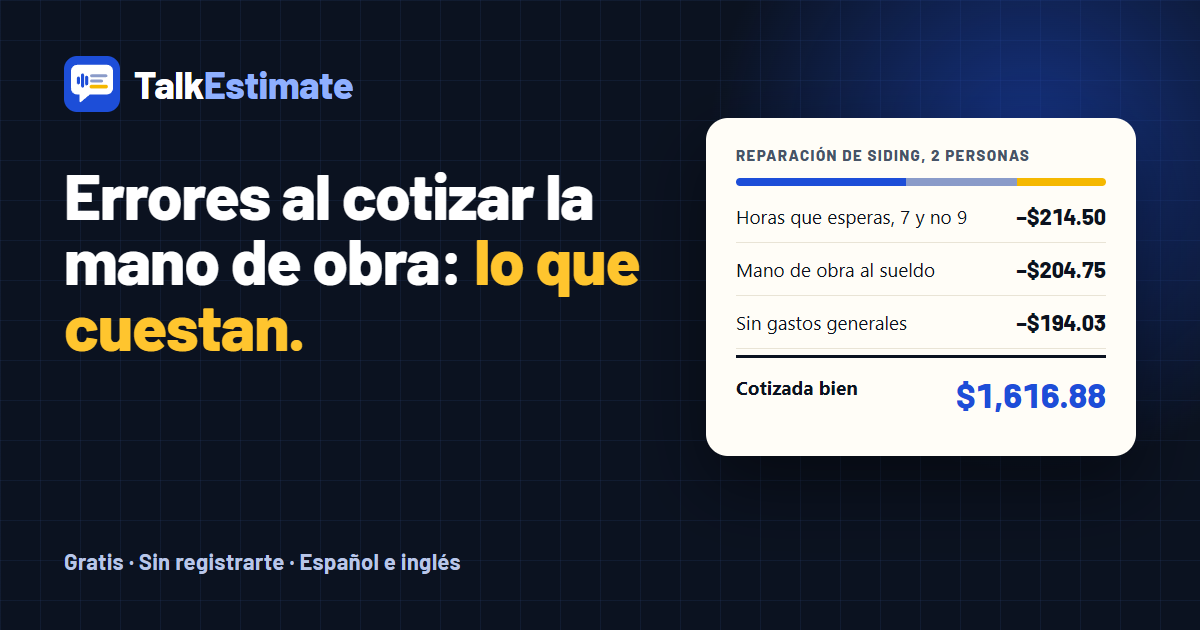 TalkEstimate
Errores al cotizar la
mano de obra: lo que
cuestan.
REPARACIÓN DE SIDING, 2 PERSONAS
Horas que esperas, 7 y no 9 –$214.50
Mano de obra al sueldo –$204.75
Sin gastos generales –$194.03
Cotizada bien $1,616.88
Gratis · Sin registrarte · Español e inglés